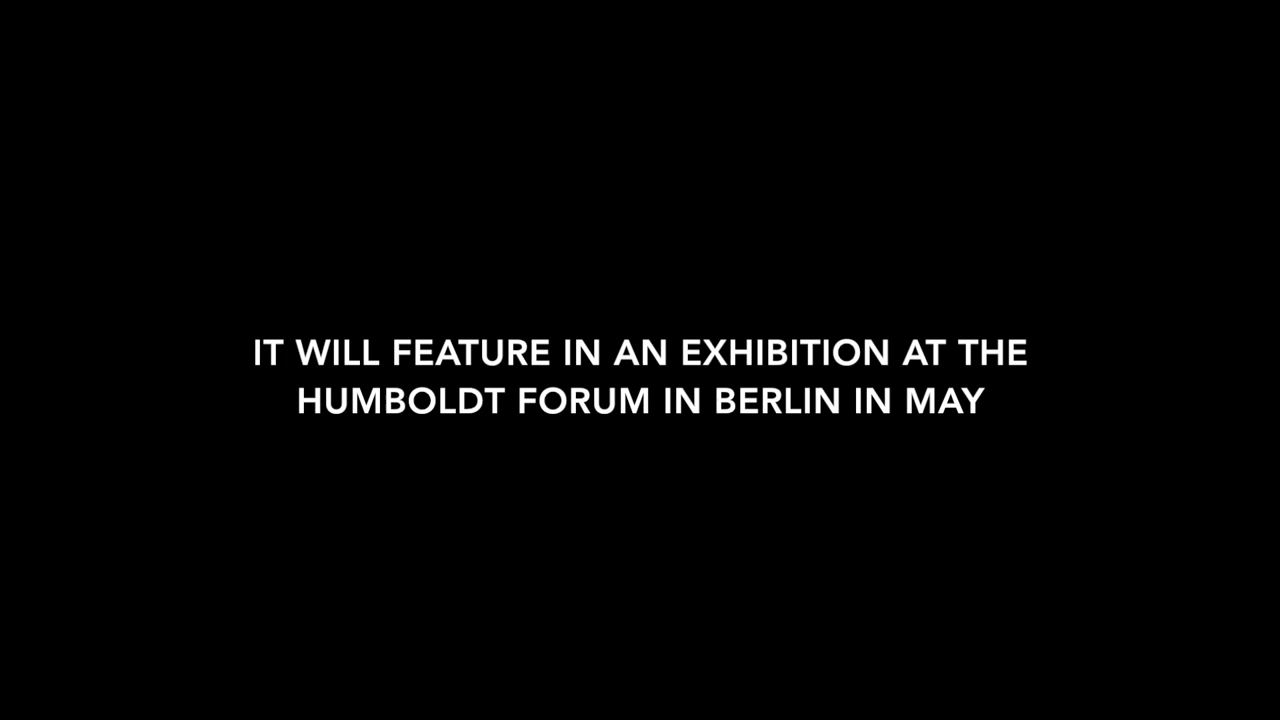 IT WILL FEATURE IN AN EXHIBITION AT THE
HUMBOLDT FORUM IN BERLIN IN MAY